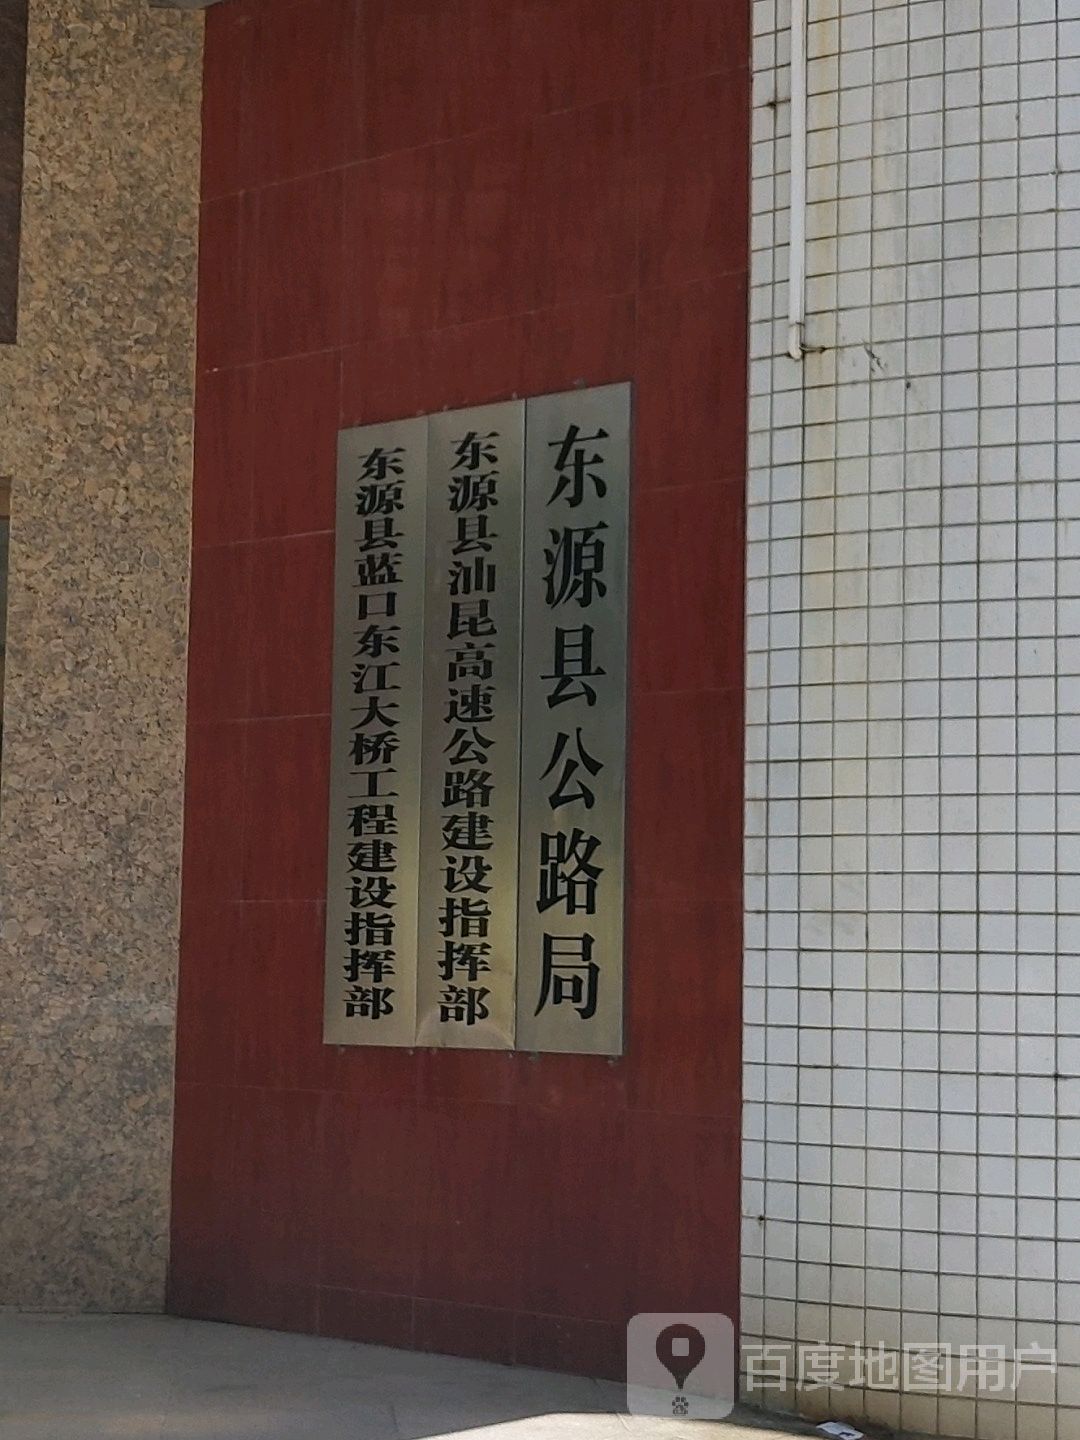 东源县公路局
东源县汕昆高速公路建设指挥部
东源县蓝口东江大桥工程建设指挥部
百度地图用户